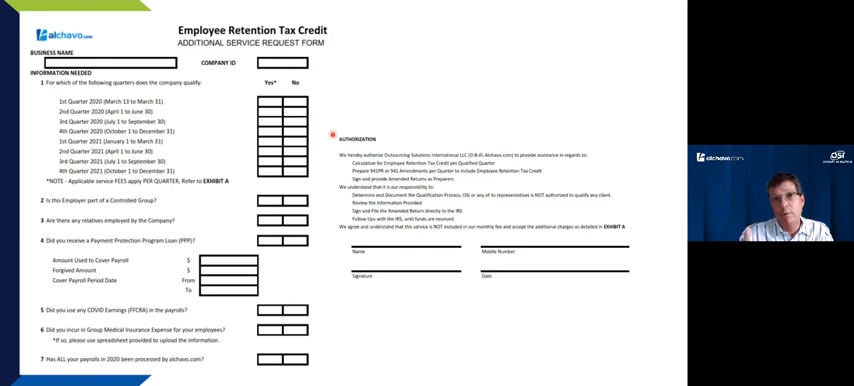 alchavo.com
Employee Retention Tax Credit
ADDITIONAL SERVICE REQUEST FORM
BUSINESS NAME
COMPANY ID
INFORMATION NEEDED
1 For which of the following quarters does the company qualify: Yes* No
1st Quarter 2020 (March 13 to March 31)
2nd Quarter 2020 (April 1 to June 30)
3rd Quarter 2020 (July 1 to September 30)
4th Quarter 2020 (October 1 to December 31)
1st Quarter 2021 (January 1 to March 31)
2nd Quarter 2021 (April 1 to June 30)
3rd Quarter 2021 (July 1 to September 30)
4th Quarter 2021 (October 1 to December 31)
*NOTE - Applicable service FEES apply PER QUARTER, Refer to EXHIBIT A
2 Is this Employer part of a Controlled Group?
3 Are there any relatives employed by the Company?
4 Did you receive a Payment Protection Program Loan (PPP)?
Amount Used to Cover Payroll $
Forgived Amount $
Cover Payroll Period Date From
To
5 Did you use any COVID Earnings (FFCRA) in the payrolls?
6 Did you incur in Group Medical Insurance Expense for your employees?
*If so, please use spreadsheet provided to upload the information.
7 Has ALL your payrolls in 2020 been processed by alchavo.com?
AUTHORIZATION
We hereby authorize Outsourcing Solutions International LLC (D/B/A\ Alchavo.com) to provide assistance in regards to:
Calculation for Employee Retention Tax Credit per Qualified Quarter
Prepare 941PR or 941 Amendments per Quarter to include Employee Retention Tax Credit
Sign and provide Amended Returns as Preparers
We understand that it is our responsibility to:
Determine and Document the Qualification Process, OSI or any of its representatives is NOT authorized to qualify any client.
Review the Information Provided
Sign and File the Amended Return directly to the IRS
Follow Ups with the IRS, until funds are received.
We agree and understand that this service is NOT included in our monthly fee and accept the additional charges as detailed in EXHIBIT A
Name Mobile Number
Signature Date
alchavo.com
OSI